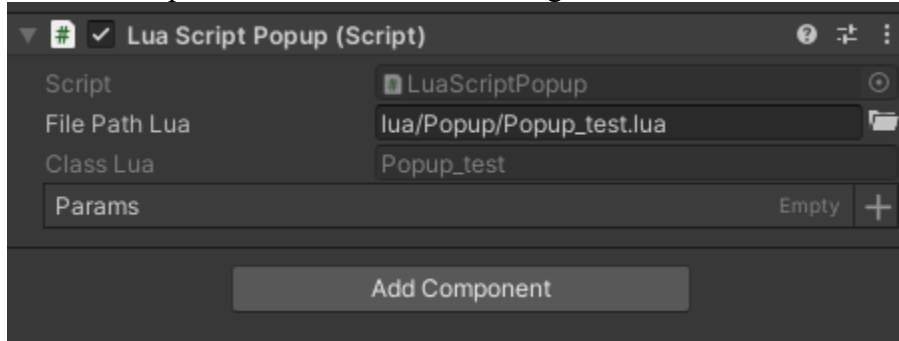 Lua Script Popup (Script)
Script LuaScriptPopup
File Path Lua lua/Popup/Popup_test.lua
Class Lua Popup_test
Params Empty
Add Component